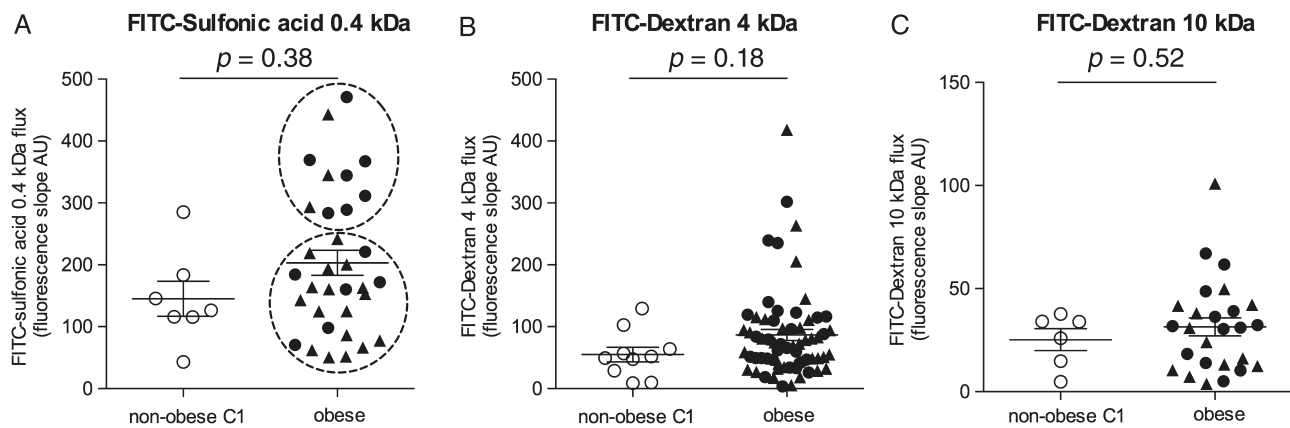 A
FITC-Sulfonic acid 0.4 kDa
p = 0.38
FITC-sulfonic acid 0.4 kDa flux
(fluorescence slope AU)
500
400
300
200
100
0
non-obese C1
obese
B
FITC-Dextran 4 kDa
p = 0.18
FITC-Dextran 4 kDa flux
(fluorescence slope AU)
500
400
300
200
100
0
non-obese C1
obese
C
FITC-Dextran 10 kDa
p = 0.52
FITC-Dextran 10 kDa flux
(fluorescence slope AU)
150
100
50
0
non-obese C1
obese